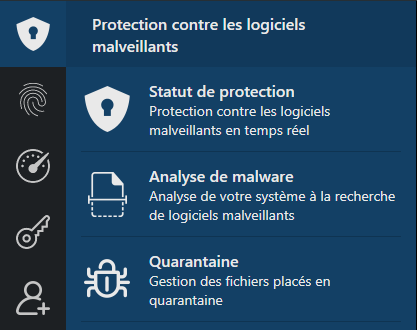 Protection contre les logiciels
malveillants
Statut de protection
Protection contre les logiciels
malveillants en temps réel
Analyse de malware
Analyse de votre système à la recherche
de logiciels malveillants
Quarantaine
Gestion des fichiers placés en
quarantaine